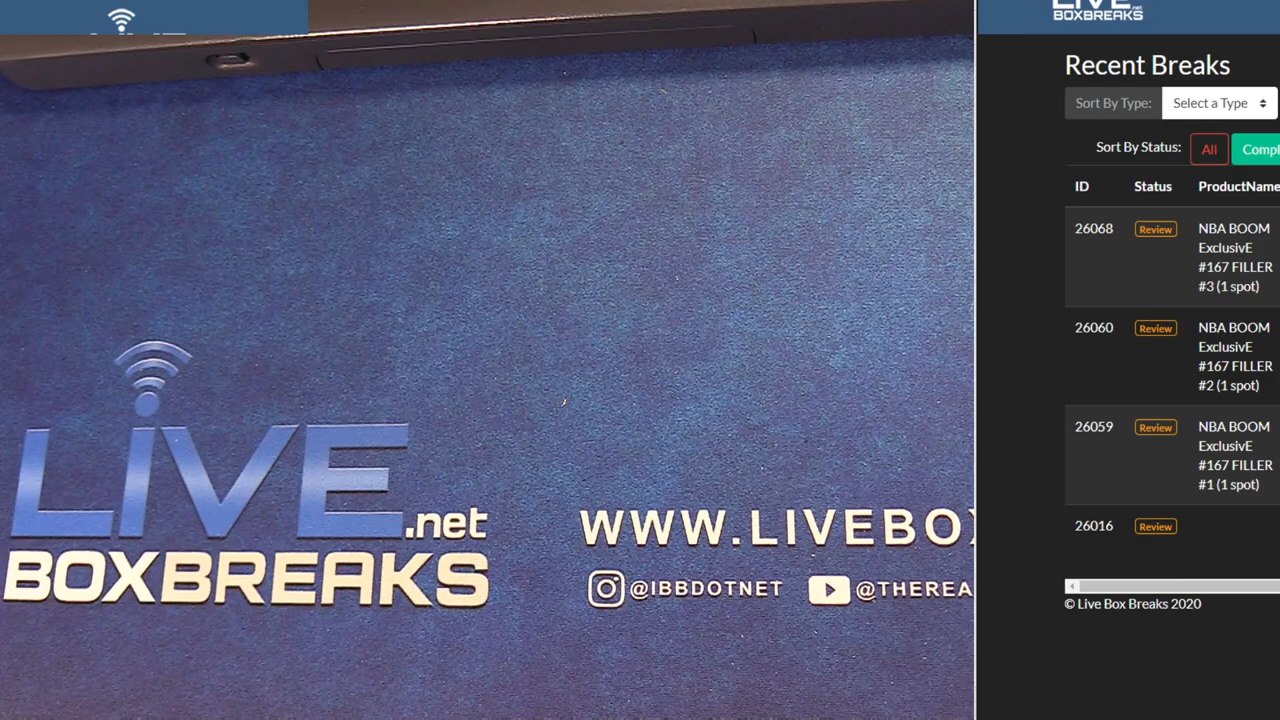 LIVE
.net
BOXBREAKS
WWW.LIVEBOX
@IBBDOTNET
@THEREA
LIVE.net
BOXBREAKS
Recent Breaks
Sort By Type:
Select a Type
Sort By Status:
All
Compl
ID
Status
ProductName
26068
Review
NBA BOOM
ExclusivE
#167 FILLER
#3 (1 spot)
26060
Review
NBA BOOM
ExclusivE
#167 FILLER
#2 (1 spot)
26059
Review
NBA BOOM
ExclusivE
#167 FILLER
#1 (1 spot)
26016
Review
© Live Box Breaks 2020